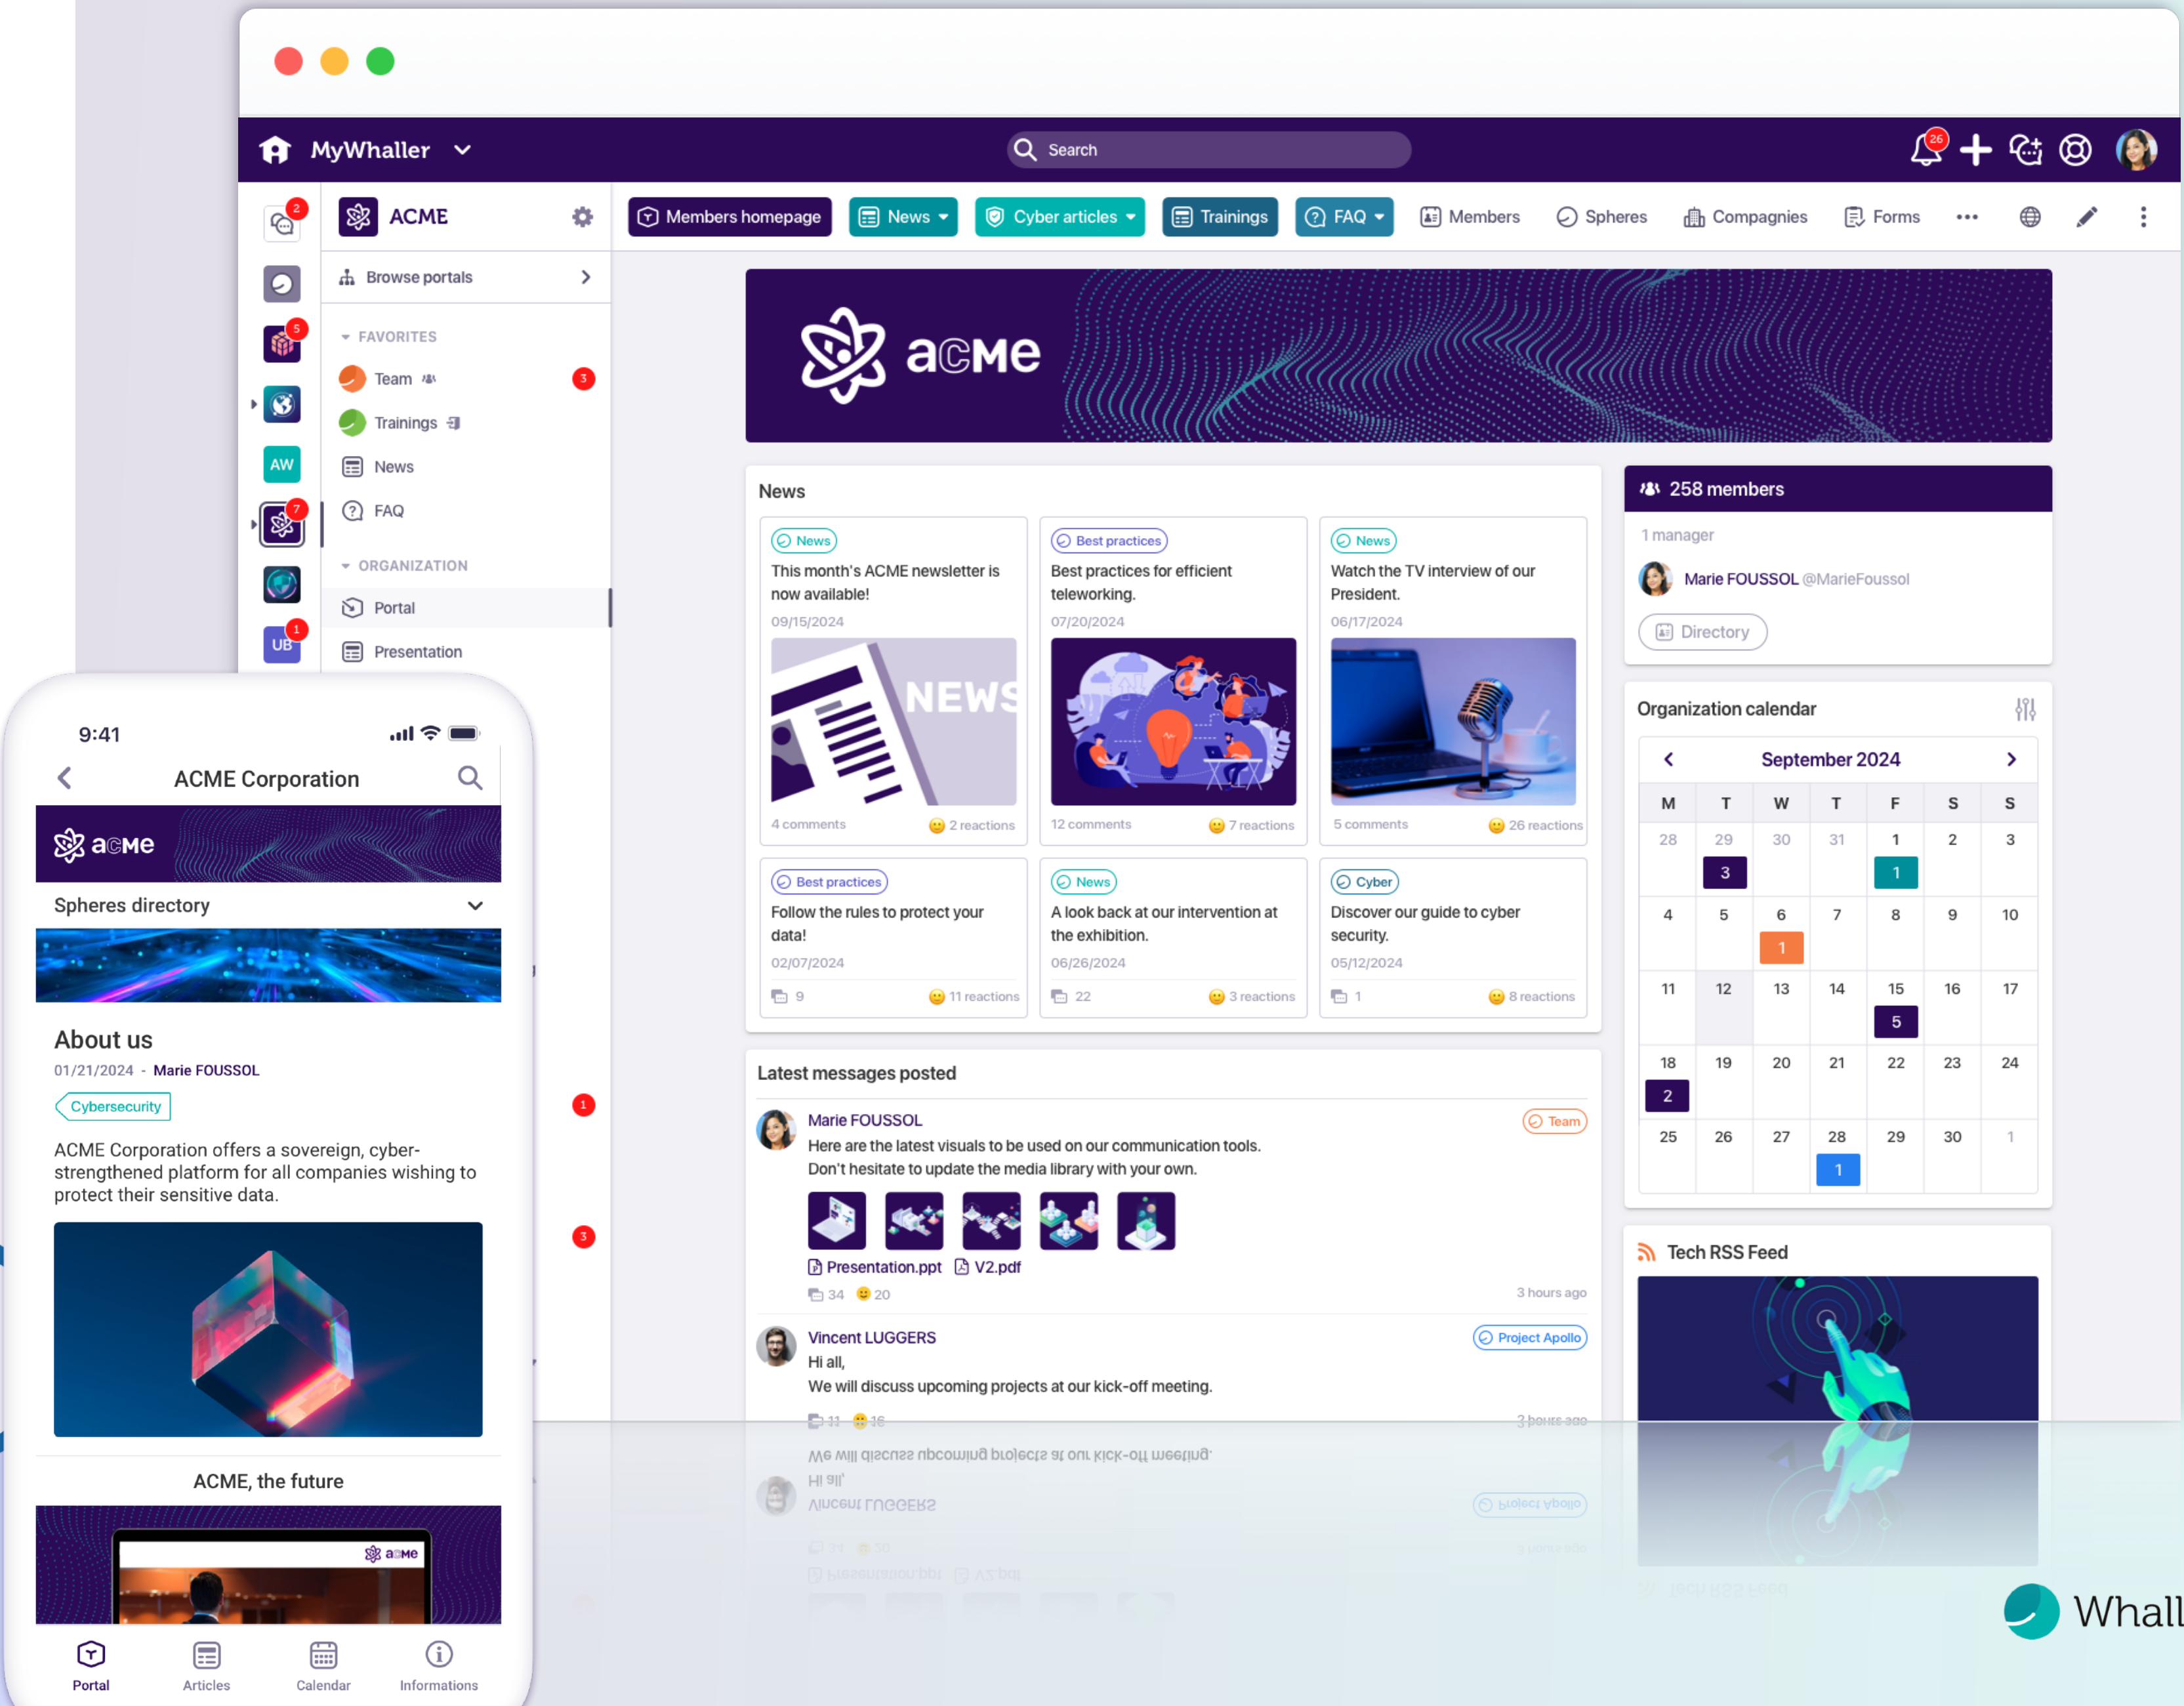 MyWhaller
Search
26
2
ACME
Members homepage
News
Cyber articles
Trainings
FAQ
Members
Spheres
Compagnies
Forms
Browse portals
5
FAVORITES
Team
3
Trainings
AW
News
7
FAQ
ORGANIZATION
Portal
UB
1
Presentation
1
3
acme
News
News
This month's ACME newsletter is
now available!
09/15/2024
NEWS
4 comments
2 reactions
Best practices
Best practices for efficient
teleworking.
07/20/2024
12 comments
7 reactions
News
Watch the TV interview of our
President.
06/17/2024
5 comments
26 reactions
Best practices
Follow the rules to protect your
data!
02/07/2024
9
11 reactions
News
A look back at our intervention at
the exhibition.
06/26/2024
22
3 reactions
Cyber
Discover our guide to cyber
security.
05/12/2024
1
8 reactions
Latest messages posted
Marie FOUSSOL
Team
Here are the latest visuals to be used on our communication tools.
Don't hesitate to update the media library with your own.
Presentation.ppt V2.pdf
34 20
3 hours ago
Vincent LUGGERS
Project Apollo
Hi all,
We will discuss upcoming projects at our kick-off meeting.
11 16
3 hours ago
258 members
1 manager
Marie FOUSSOL @MarieFoussol
Directory
Organization calendar
September 2024
M T W T F S S
28 29 30 31 1 2 3
3 1
4 5 6 7 8 9 10
1
11 12 13 14 15 16 17
5
18 19 20 21 22 23 24
2
25 26 27 28 29 30 1
1
Tech RSS Feed
9:41
ACME Corporation
acme
Spheres directory
About us
01/21/2024 - Marie FOUSSOL
Cybersecurity
ACME Corporation offers a sovereign, cyber-
strengthened platform for all companies wishing to
protect their sensitive data.
ACME, the future
acme
Portal
Articles
Calendar
Informations
Whall